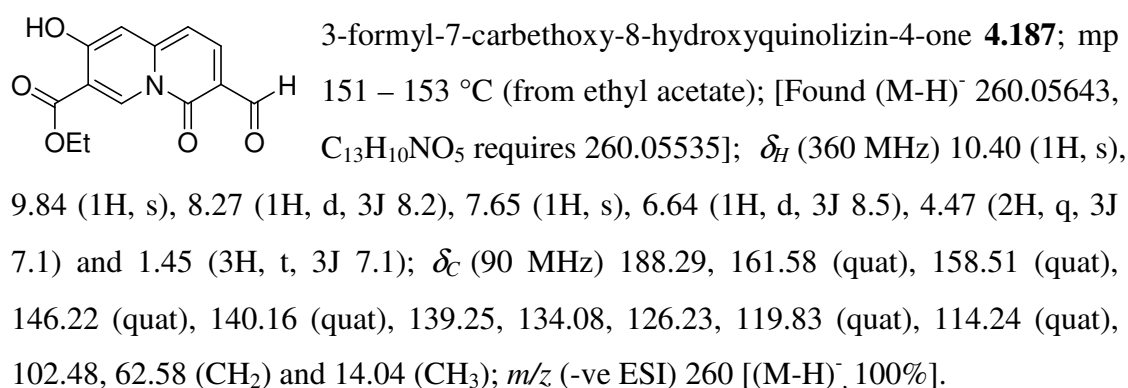 HO
N
H
O
O
O
OEt
3-formyl-7-carbethoxy-8-hydroxyquinolizin-4-one 4.187; mp
151 – 153 °C (from ethyl acetate); [Found (M-H)⁻ 260.05643,
C₁₃H₁₀NO₅ requires 260.05535]; δ_H (360 MHz) 10.40 (1H, s),
9.84 (1H, s), 8.27 (1H, d, 3J 8.2), 7.65 (1H, s), 6.64 (1H, d, 3J 8.5), 4.47 (2H, q, 3J
7.1) and 1.45 (3H, t, 3J 7.1); δ_C (90 MHz) 188.29, 161.58 (quat), 158.51 (quat),
146.22 (quat), 140.16 (quat), 139.25, 134.08, 126.23, 119.83 (quat), 114.24 (quat),
102.48, 62.58 (CH₂) and 14.04 (CH₃); m/z (-ve ESI) 260 [(M-H)⁻, 100%].